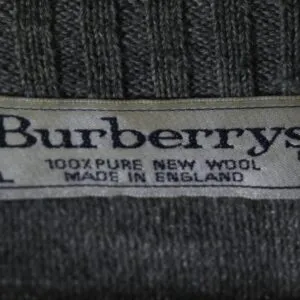 Burberrys
100% PURE NEW WOOL
L MADE IN ENGLAND